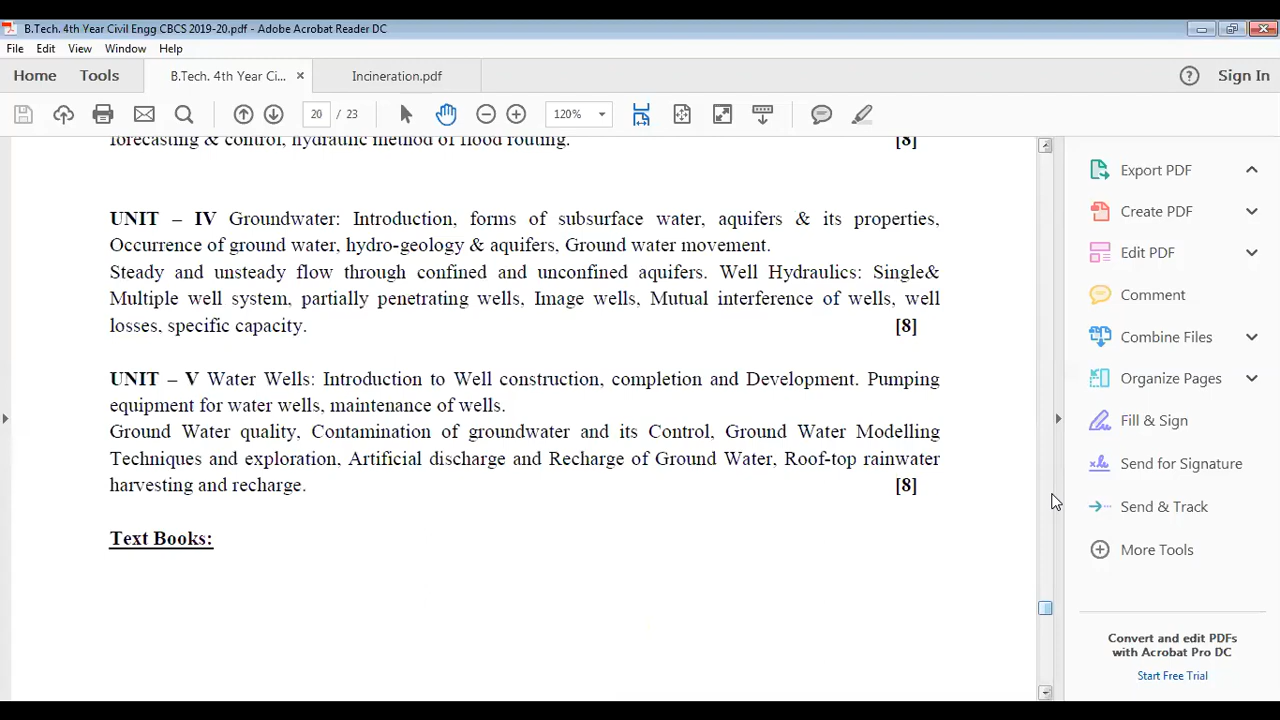 B.Tech. 4th Year Civil Engg CBCS 2019-20.pdf - Adobe Acrobat Reader DC
File Edit View Window Help
Home Tools B.Tech. 4th Year Ci... × Incineration.pdf Sign In
20 / 23 120%
forecasting & control, hydraulic method of flood routing. [8]
UNIT – IV Groundwater: Introduction, forms of subsurface water, aquifers & its properties,
Occurrence of ground water, hydro-geology & aquifers, Ground water movement.
Steady and unsteady flow through confined and unconfined aquifers. Well Hydraulics: Single&
Multiple well system, partially penetrating wells, Image wells, Mutual interference of wells, well
losses, specific capacity. [8]
UNIT – V Water Wells: Introduction to Well construction, completion and Development. Pumping
equipment for water wells, maintenance of wells.
Ground Water quality, Contamination of groundwater and its Control, Ground Water Modelling
Techniques and exploration, Artificial discharge and Recharge of Ground Water, Roof-top rainwater
harvesting and recharge. [8]
Text Books:
Export PDF
Create PDF
Edit PDF
Comment
Combine Files
Organize Pages
Fill & Sign
Send for Signature
Send & Track
More Tools
Convert and edit PDFs
with Acrobat Pro DC
Start Free Trial